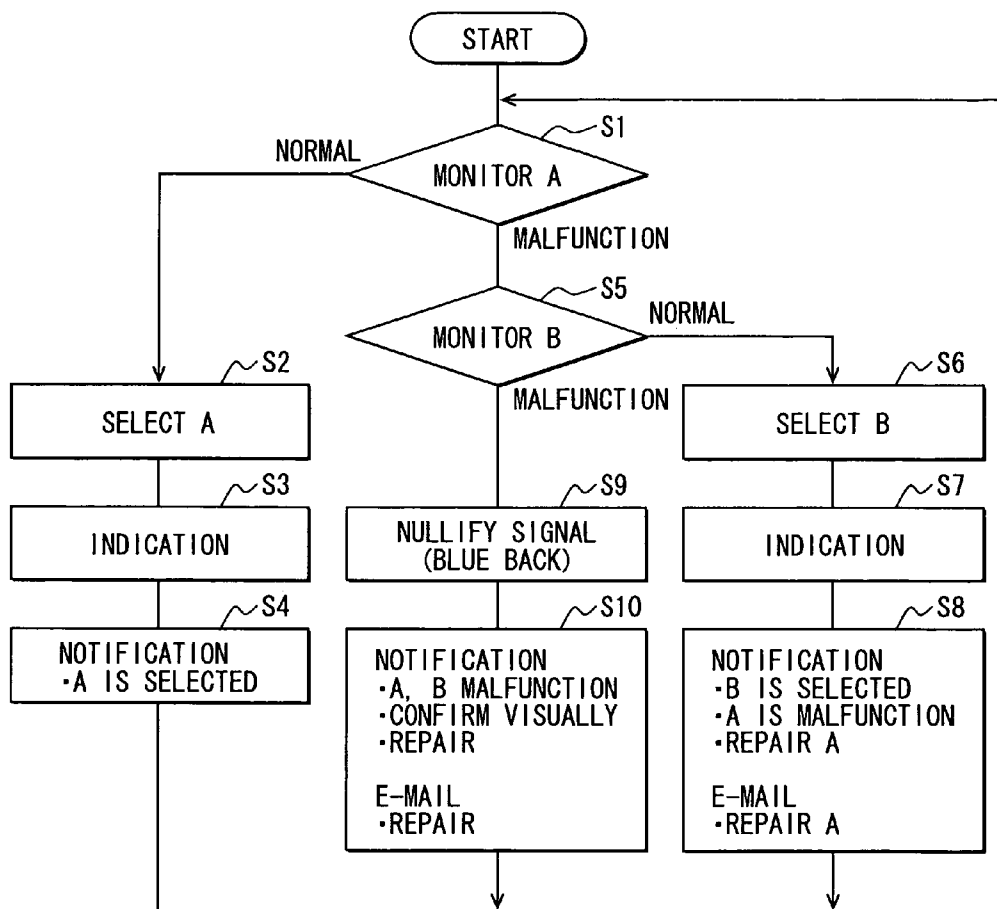 START
S1
NORMAL
MONITOR A
MALFUNCTION
S5
NORMAL
MONITOR B
MALFUNCTION
S2
SELECT A
S3
INDICATION
S4
NOTIFICATION
・A IS SELECTED
S9
NULLIFY SIGNAL
(BLUE BACK)
S10
NOTIFICATION
・A, B MALFUNCTION
・CONFIRM VISUALLY
・REPAIR
E-MAIL
・REPAIR
S6
SELECT B
S7
INDICATION
S8
NOTIFICATION
・B IS SELECTED
・A IS MALFUNCTION
・REPAIR A
E-MAIL
・REPAIR A